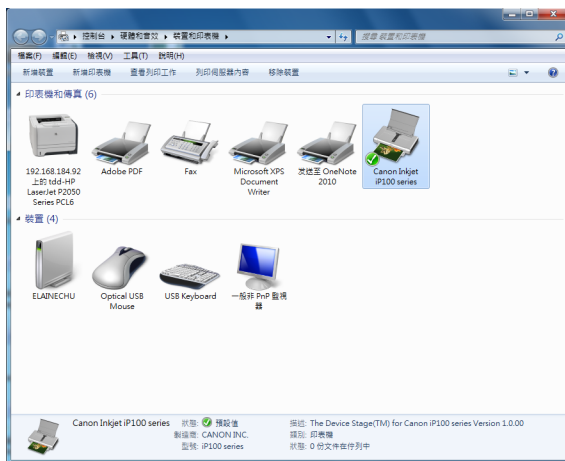 控制台 ▸ 硬體和音效 ▸ 裝置和印表機 ▸
搜尋 裝置和印表機
檔案(F) 編輯(E) 檢視(V) 工具(T) 說明(H)
新增裝置 新增印表機 查看列印工作 列印伺服器內容 移除裝置
印表機和傳真 (6)
192.168.184.92
上的 tdd-HP
LaserJet P2050
Series PCL6
Adobe PDF
Fax
Microsoft XPS
Document
Writer
发送至 OneNote
2010
Canon Inkjet
iP100 series
裝置 (4)
ELAINECHU
Optical USB
Mouse
USB Keyboard
一般非 PnP 監視
器
Canon Inkjet iP100 series 狀態: 預設值 描述: The Device Stage(TM) for Canon iP100 series Version 1.0.00
製造商: CANON INC. 類別: 印表機
型號: iP100 series 狀態: 0 份文件在佇列中